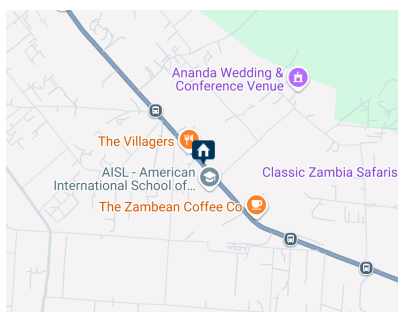 Ananda Wedding &
Conference Venue
The Villagers
AISL - American
International School of...
Classic Zambia Safaris
The Zambean Coffee Co